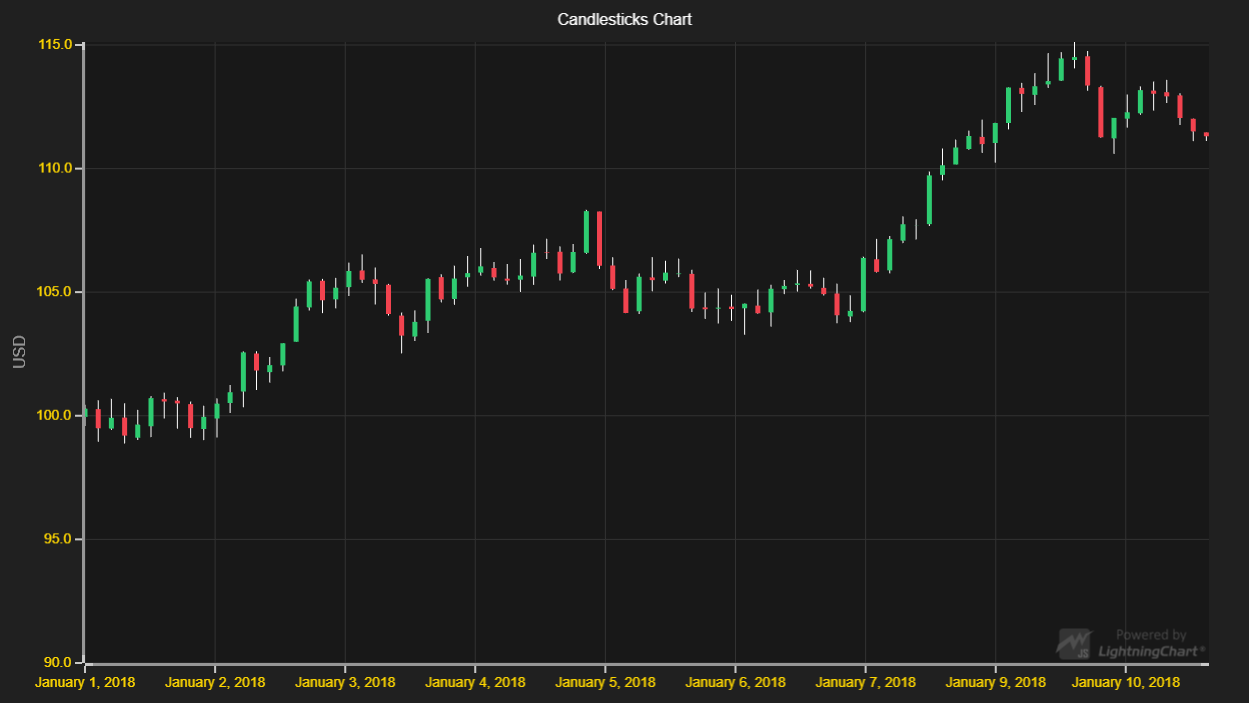 Candlesticks Chart
115.0
110.0
105.0
100.0
95.0
90.0
USD
January 1, 2018
January 2, 2018
January 3, 2018
January 4, 2018
January 5, 2018
January 6, 2018
January 7, 2018
January 9, 2018
January 10, 2018
Powered by
JS LightningChart®